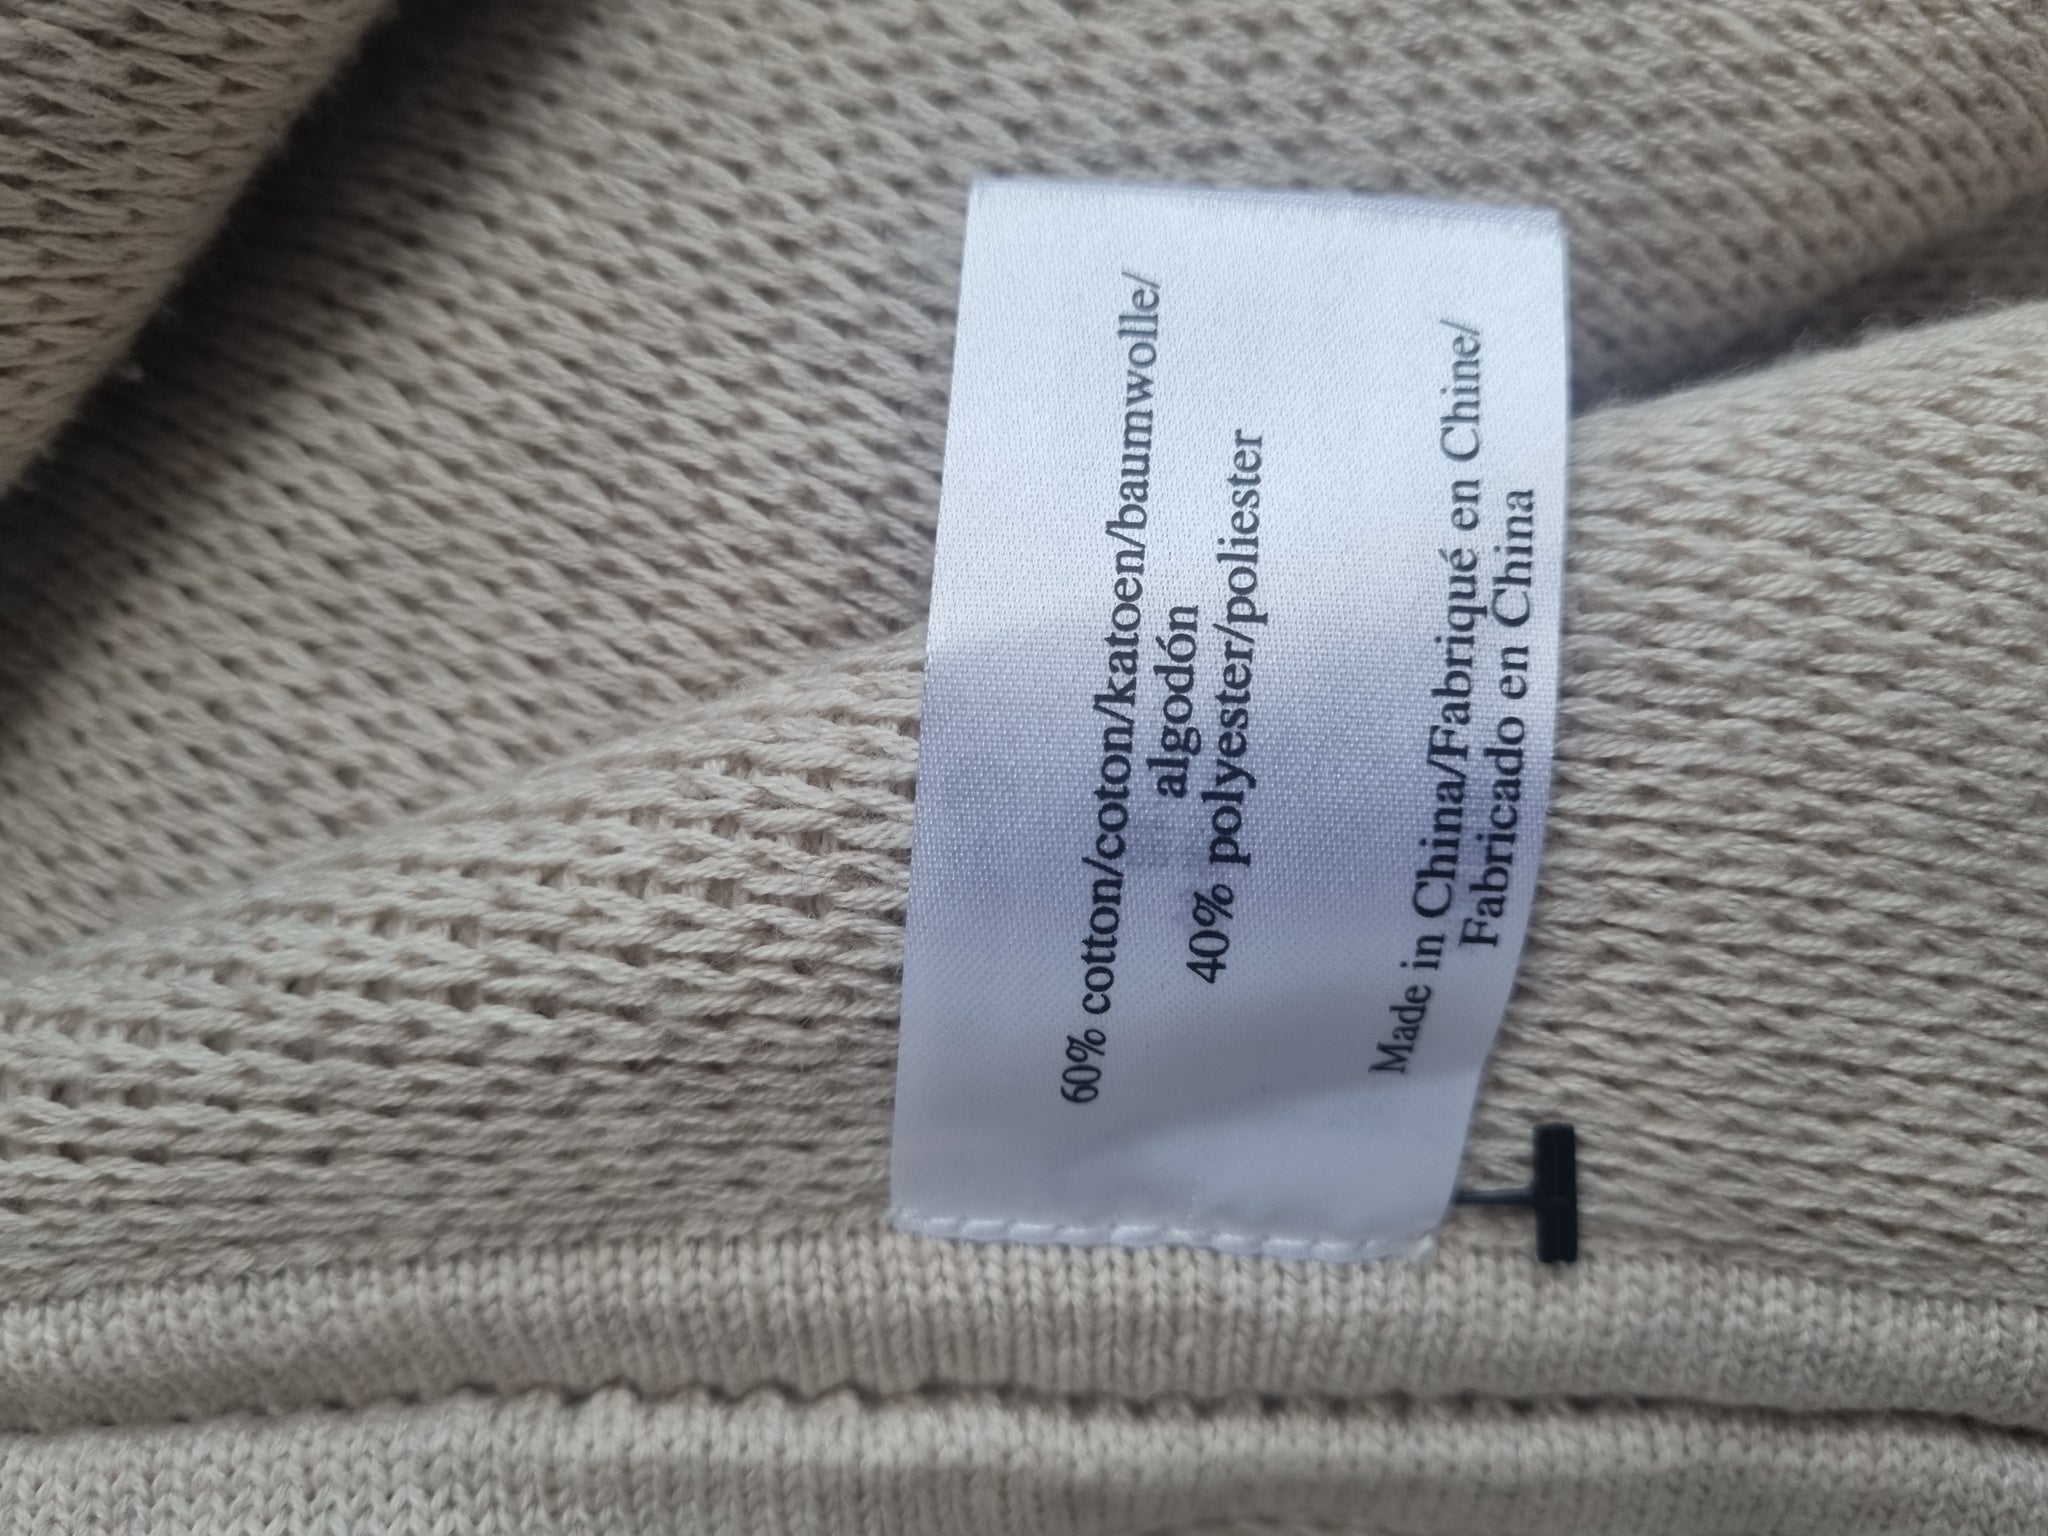 60% cotton/coton/katoen/baumwolle/
algodón
40% polyester/poliester
Made in China/Fabriqué en Chine/
Fabricado en China